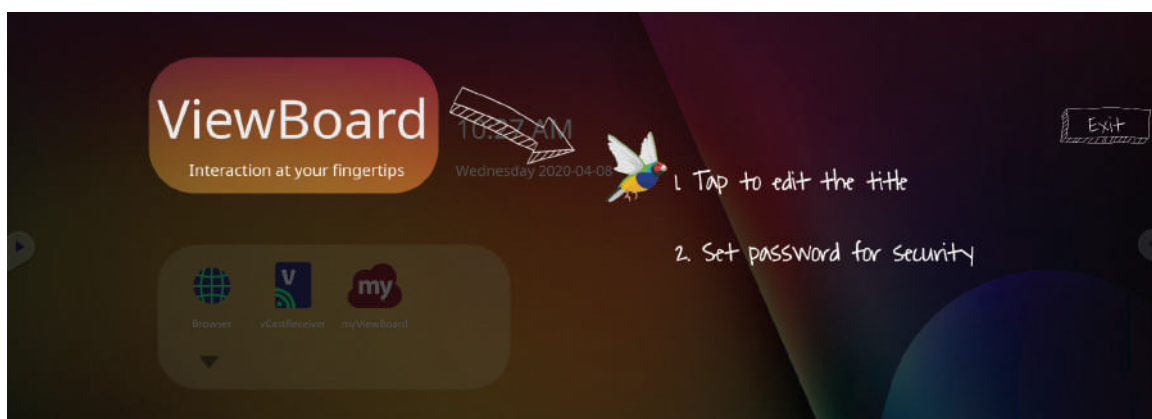 ViewBoard
Interaction at your fingertips
10:27 AM
Wednesday 2020-04-08
Exit
1. Tap to edit the title
2. Set password for security
V
my
Browser
vCastReceiver
myViewBoard